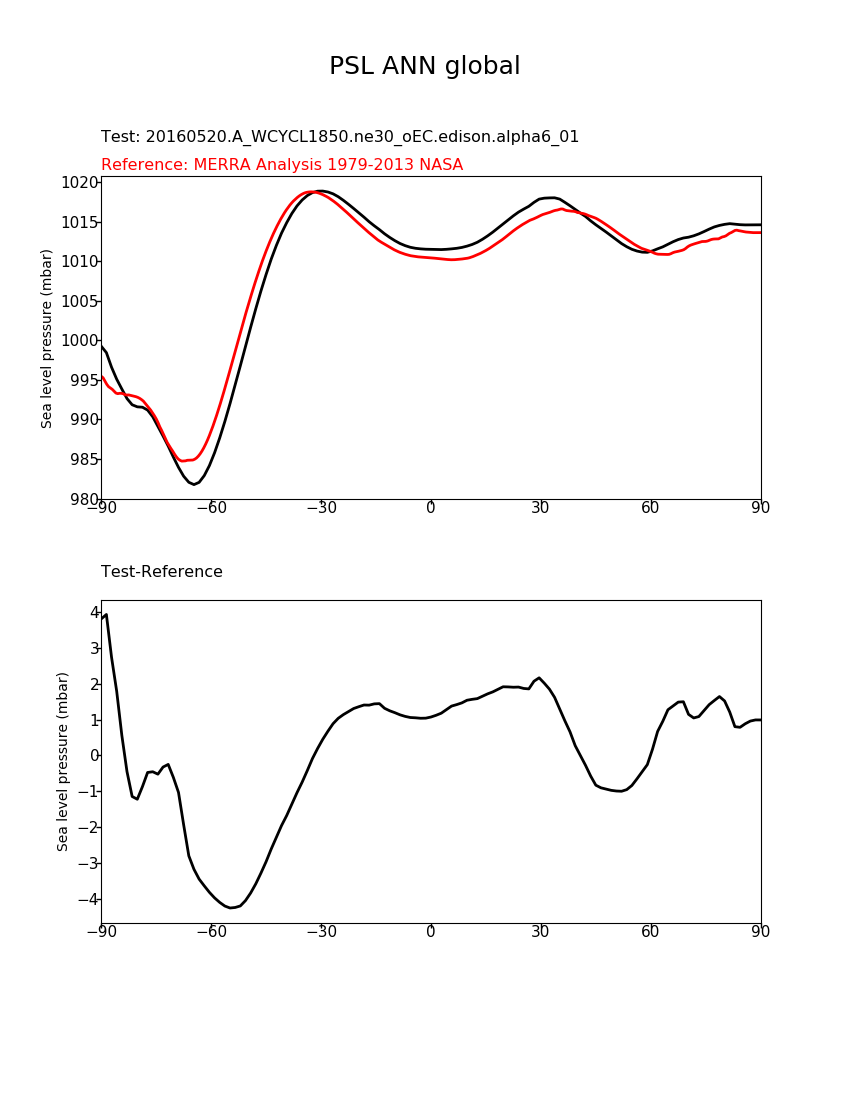 PSL ANN global
Test: 20160520.A_WCYCL1850.ne30_oEC.edison.alpha6_01
Reference: MERRA Analysis 1979-2013 NASA
Sea level pressure (mbar)
1020
1015
1010
1005
1000
995
990
985
980
−90 −60 −30 0 30 60 90
Test-Reference
Sea level pressure (mbar)
4
3
2
1
0
−1
−2
−3
−4
−90 −60 −30 0 30 60 90